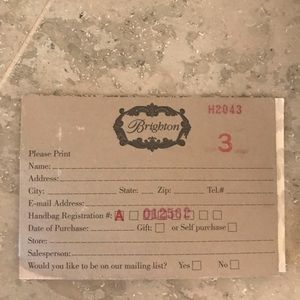 H2043
Brighton
3
Please Print
Name:
Address:
City: State: Zip: Tel.#
E-mail Address:
Handbag Registration #: A
Date of Purchase: Gift: or Self purchase
Store:
Salesperson:
Would you like to be on our mailing list? Yes No